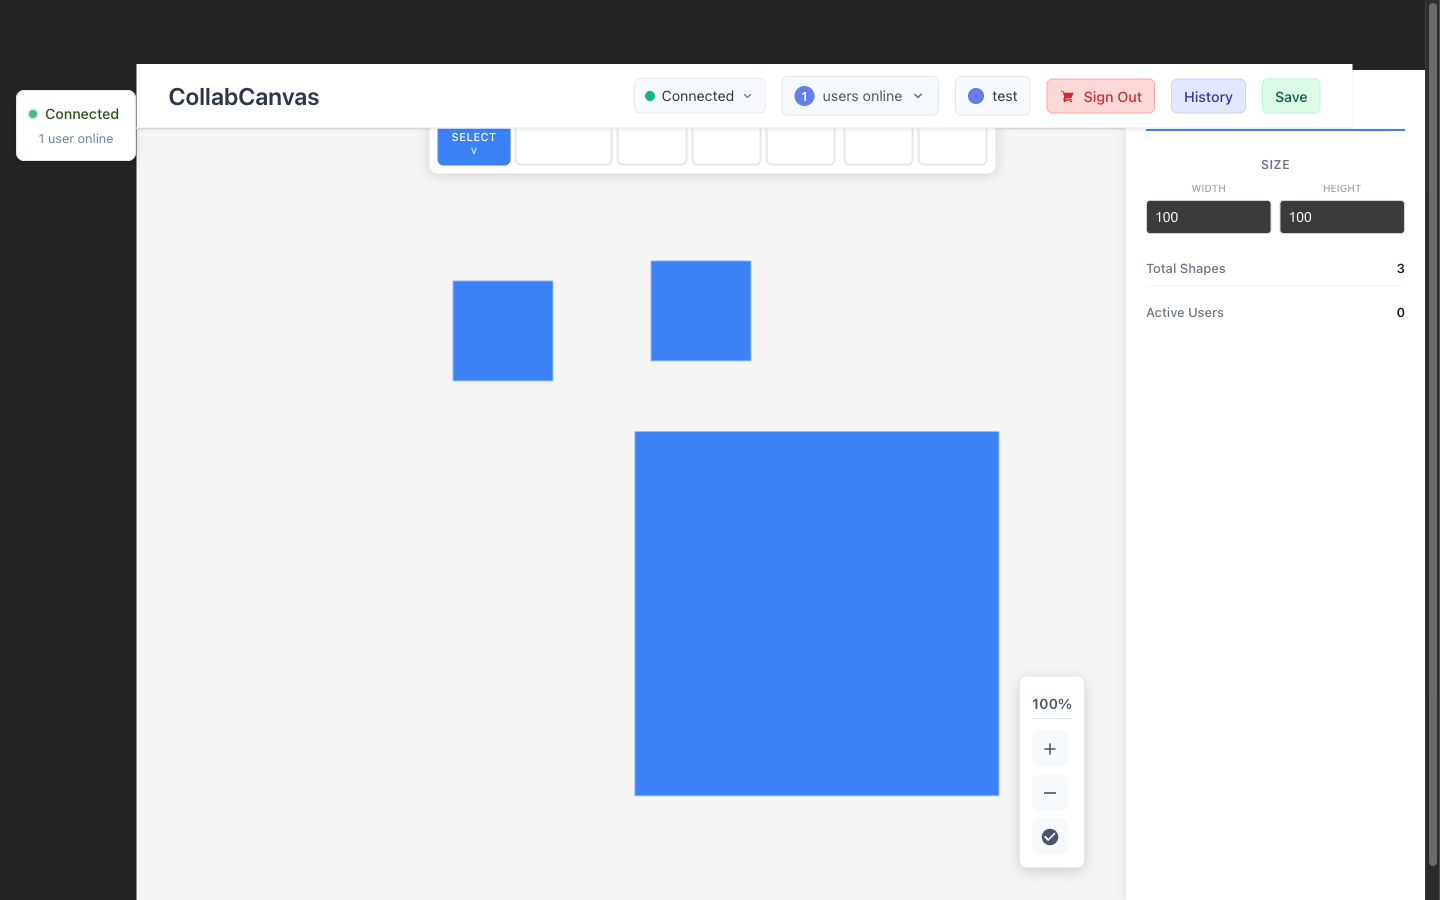 CollabCanvas
Connected
1 users online
test
Sign Out
History
Save
Connected
1 user online
SELECT
V
SIZE
WIDTH HEIGHT
100 100
Total Shapes 3
Active Users 0
100%